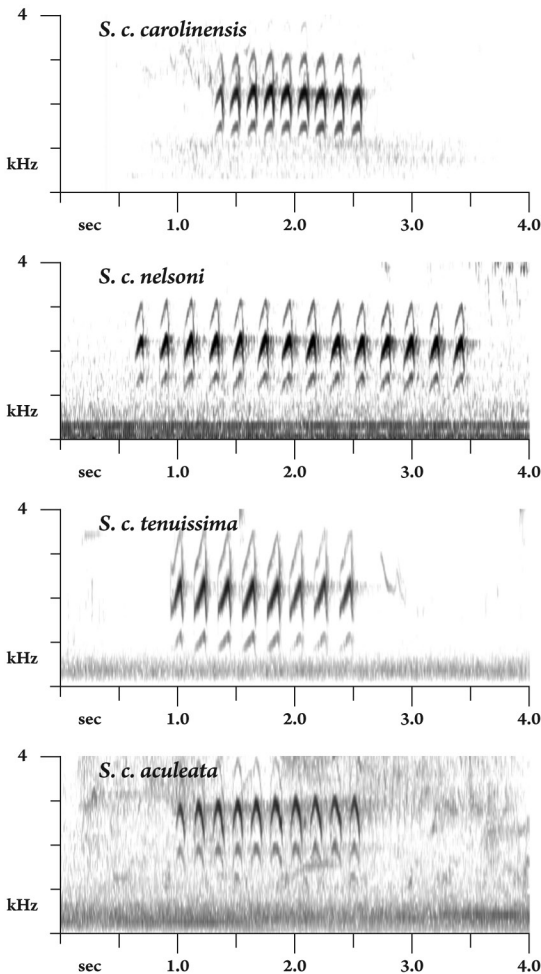 4
S. c. carolinensis
kHz
sec 1.0 2.0 3.0 4.0
4
S. c. nelsoni
kHz
sec 1.0 2.0 3.0 4.0
4
S. c. tenuissima
kHz
sec 1.0 2.0 3.0 4.0
4
S. c. aculeata
kHz
sec 1.0 2.0 3.0 4.0